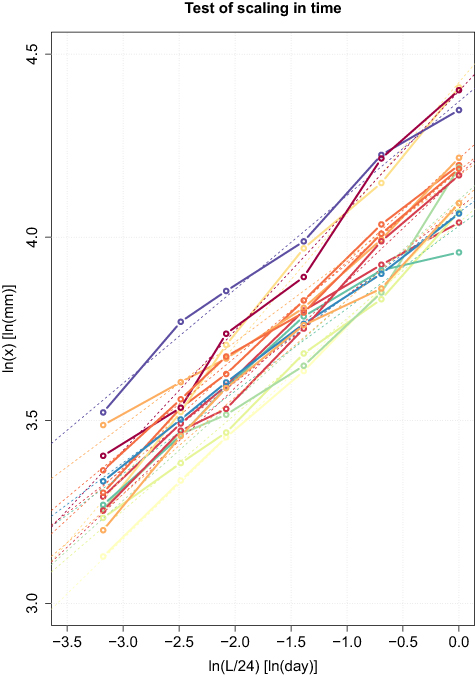 Test of scaling in time
ln(x) [ln(mm)]
4.5
4.0
3.5
3.0
−3.5 −3.0 −2.5 −2.0 −1.5 −1.0 −0.5 0.0
ln(L/24) [ln(day)]